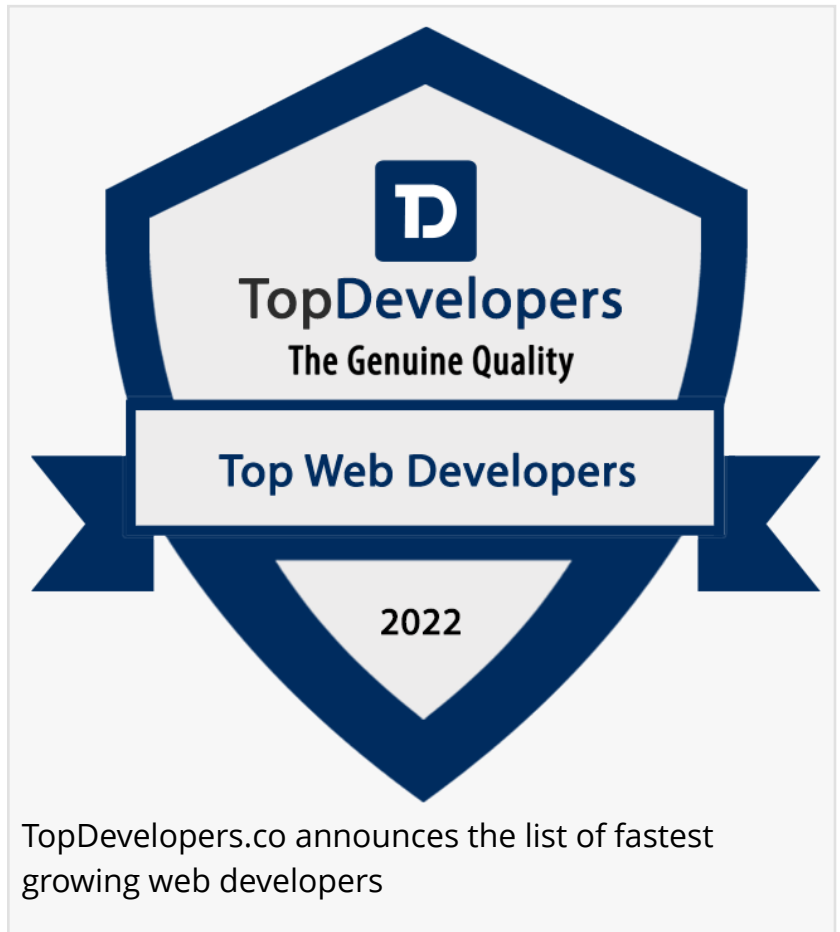 TD
TopDevelopers
The Genuine Quality
Top Web Developers
2022
TopDevelopers.co announces the list of fastest
growing web developers